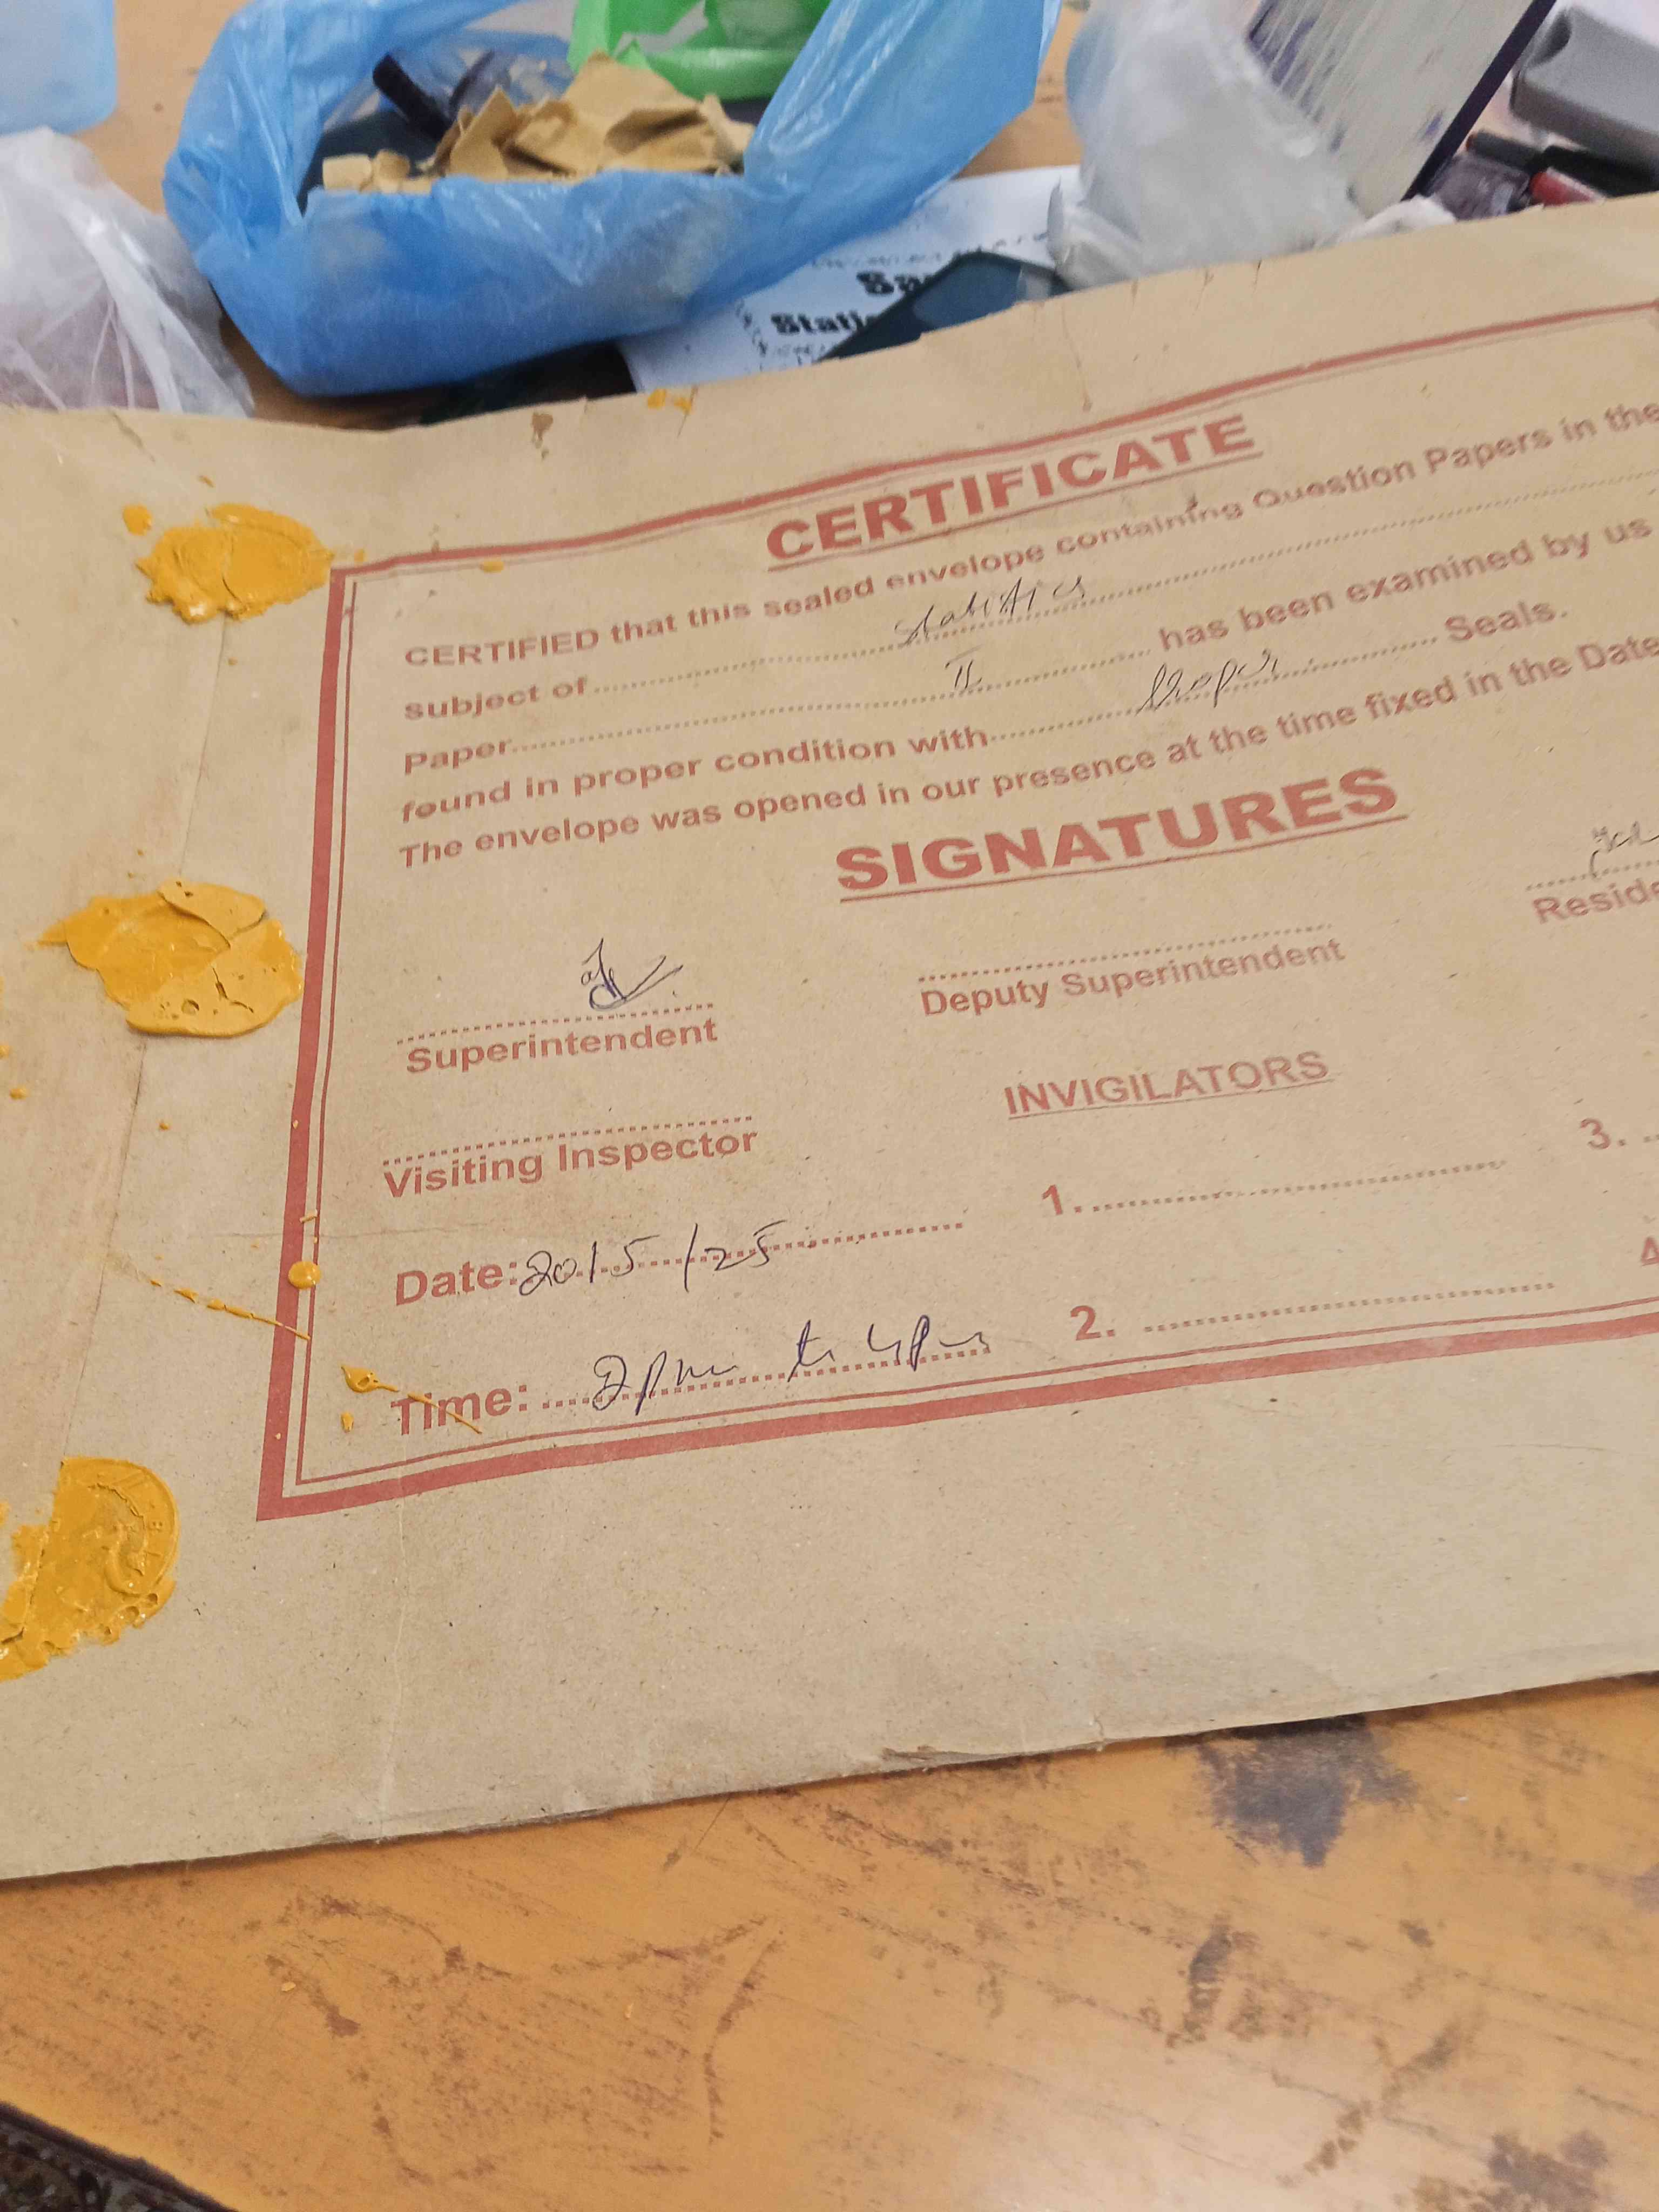 Sa
Stati
CERTIFICATE
CERTIFIED that this sealed envelope containing Question Papers in the
subject of.......... Statistics ..........
Paper.......... II .......... has been examined by us
found in proper condition with.......... Proper .......... Seals.
The envelope was opened in our presence at the time fixed in the Date
SIGNATURES
Reside
Superintendent
Deputy Superintendent
INVIGILATORS
Visiting Inspector
1...........
3. ..
Date: 2015/25
2. ..........
4
Time: .... 2pm to 4pm